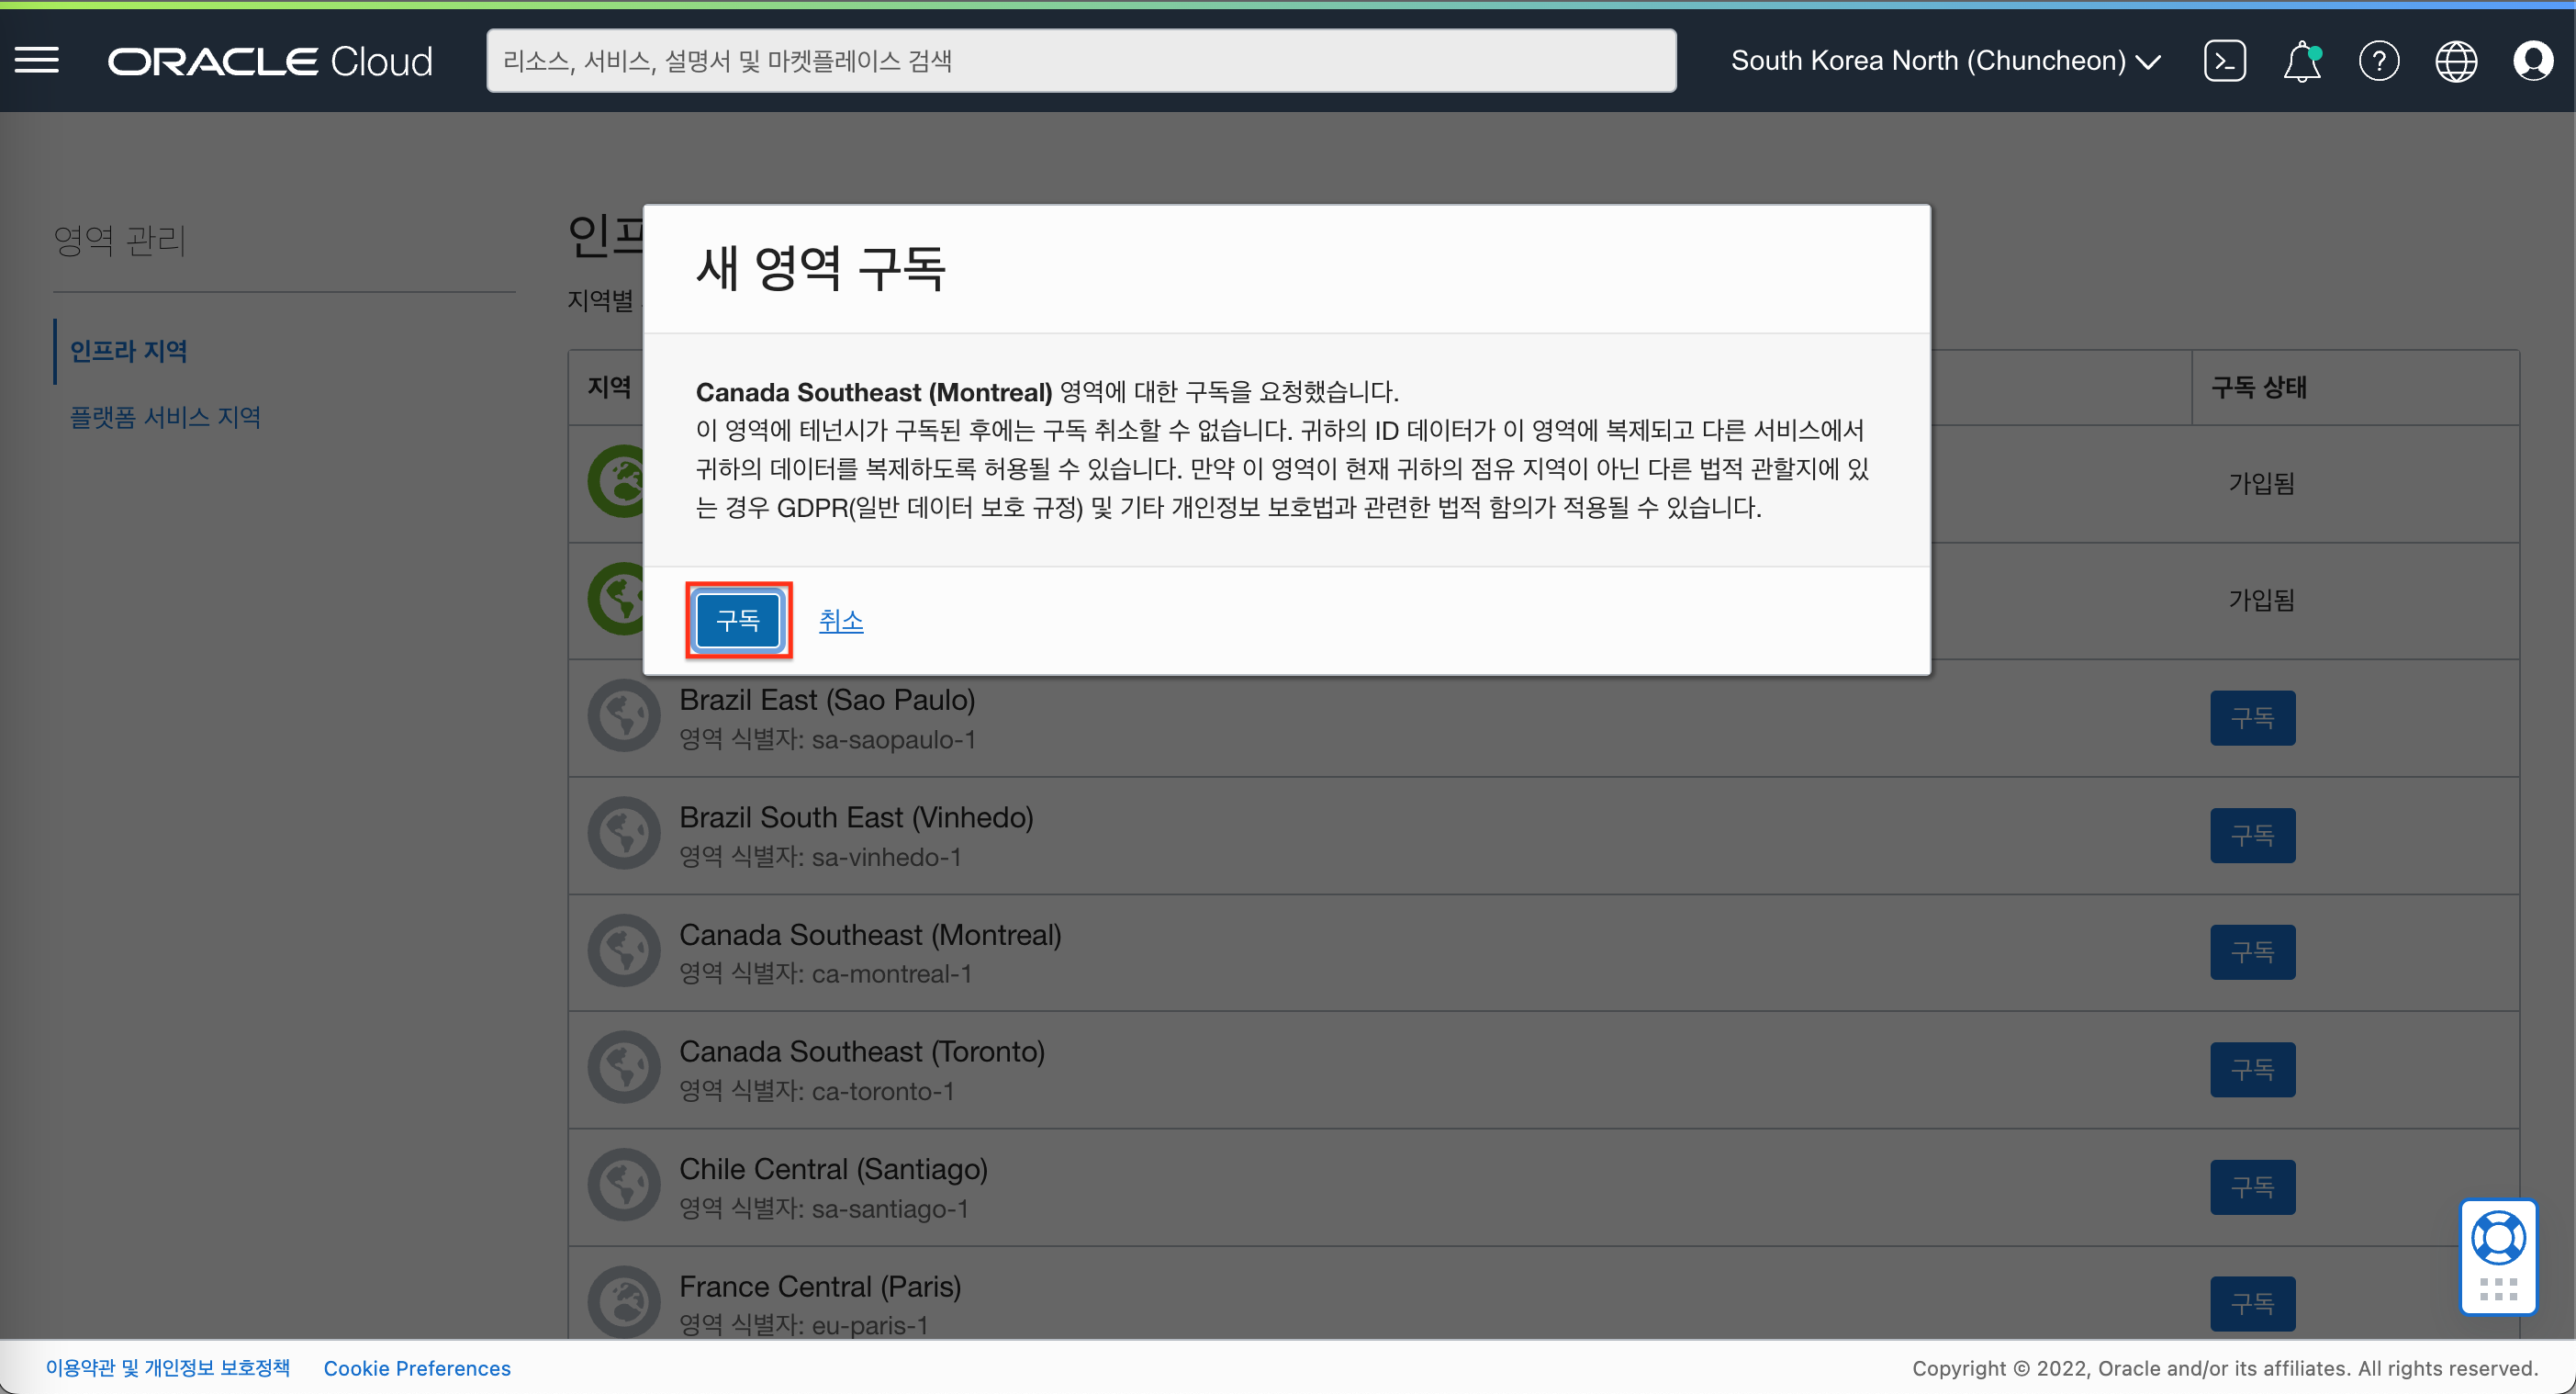 ORACLE Cloud
리소스, 서비스, 설명서 및 마켓플레이스 검색
South Korea North (Chuncheon)
영역 관리
인프라 지역
플랫폼 서비스 지역
지역별
지역
구독 상태
가입됨
가입됨
새 영역 구독
Canada Southeast (Montreal) 영역에 대한 구독을 요청했습니다.
이 영역에 테넌시가 구독된 후에는 구독 취소할 수 없습니다. 귀하의 ID 데이터가 이 영역에 복제되고 다른 서비스에서
귀하의 데이터를 복제하도록 허용될 수 있습니다. 만약 이 영역이 현재 귀하의 점유 지역이 아닌 다른 법적 관할지에 있
는 경우 GDPR(일반 데이터 보호 규정) 및 기타 개인정보 보호법과 관련한 법적 함의가 적용될 수 있습니다.
구독 취소
Brazil East (Sao Paulo)
영역 식별자: sa-saopaulo-1
구독
Brazil South East (Vinhedo)
영역 식별자: sa-vinhedo-1
구독
Canada Southeast (Montreal)
영역 식별자: ca-montreal-1
구독
Canada Southeast (Toronto)
영역 식별자: ca-toronto-1
구독
Chile Central (Santiago)
영역 식별자: sa-santiago-1
구독
France Central (Paris)
영역 식별자: eu-paris-1
구독
이용약관 및 개인정보 보호정책 Cookie Preferences
Copyright © 2022, Oracle and/or its affiliates. All rights reserved.